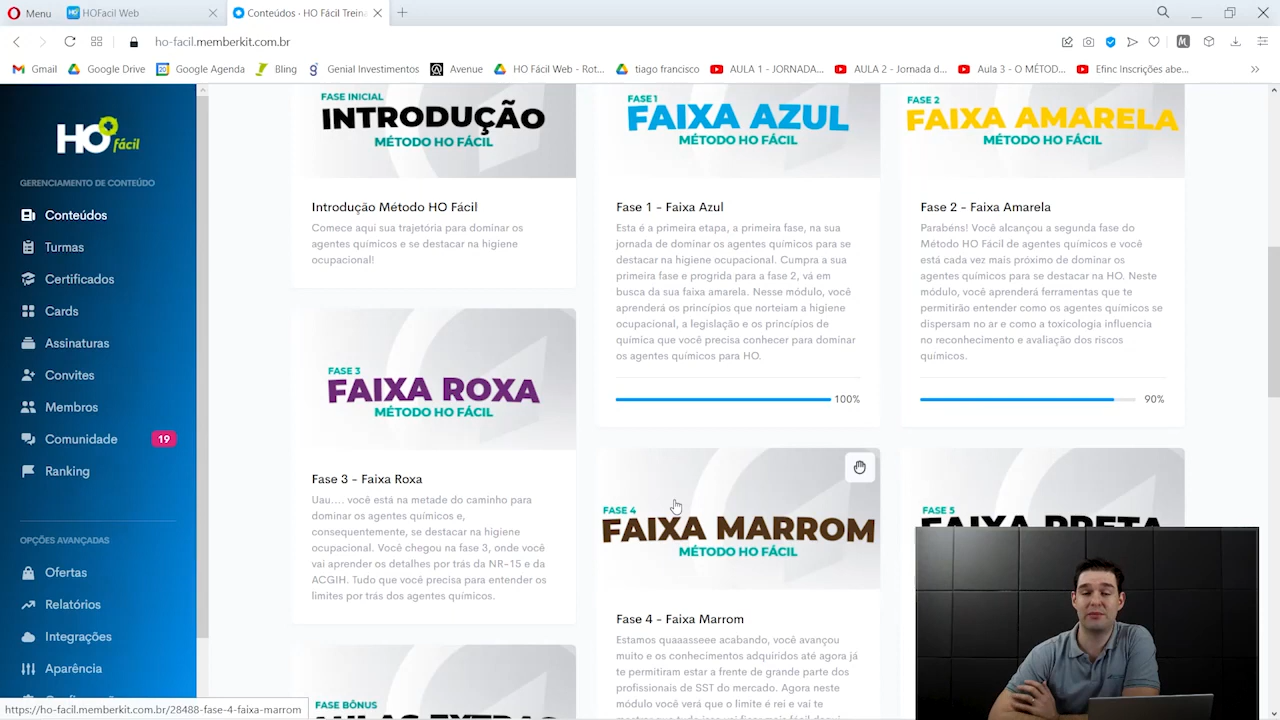 Menu
HOFacil Web
Conteúdos · HO Fácil Trein
ho-facil.memberkit.com.br
Gmail
Google Drive
Google Agenda
Bling
Genial Investimentos
Avenue
HO Fácil Web - Rot...
tiago francisco
AULA 1 - JORNADA...
AULA 2 - Jornada d...
Aula 3 - O MÉTOD...
Efinc Inscrições abe...
HO fácil
GERENCIAMENTO DE CONTEÚDO
Conteúdos
Turmas
Certificados
Cards
Assinaturas
Convites
Membros
Comunidade
19
Ranking
OPÇÕES AVANÇADAS
Ofertas
Relatórios
Integrações
Aparência
FASE INICIAL
INTRODUÇÃO
MÉTODO HO FÁCIL
Introdução Método HO Fácil
Comece aqui sua trajetória para dominar os
agentes químicos e se destacar na higiene
ocupacional!
FASE 1
FAIXA AZUL
MÉTODO HO FÁCIL
Fase 1 - Faixa Azul
Esta é a primeira etapa, a primeira fase, na sua
jornada de dominar os agentes químicos para se
destacar na higiene ocupacional. Cumpra a sua
primeira fase e progrida para a fase 2, vá em
busca da sua faixa amarela. Nesse módulo, você
aprenderá os princípios que norteiam a higiene
ocupacional, a legislação e os princípios de
química que você precisa conhecer para dominar
os agentes químicos para HO.
100%
FASE 2
FAIXA AMARELA
MÉTODO HO FÁCIL
Fase 2 - Faixa Amarela
Parabéns! Você alcançou a segunda fase do
Método HO Fácil de agentes químicos e você
está cada vez mais próximo de dominar os
agentes químicos para se destacar na HO. Neste
módulo, você aprenderá ferramentas que te
permitirão entender como os agentes químicos se
dispersam no ar e como a toxicologia influencia
no reconhecimento e avaliação dos riscos
químicos.
90%
FASE 3
FAIXA ROXA
MÉTODO HO FÁCIL
Fase 3 - Faixa Roxa
Uau.... você está na metade do caminho para
dominar os agentes químicos e,
consequentemente, se destacar na higiene
ocupacional. Você chegou na fase 3, onde você
vai aprender os detalhes por trás da NR-15 e da
ACGIH. Tudo que você precisa para entender os
limites por trás dos agentes químicos.
FASE 4
FAIXA MARROM
MÉTODO HO FÁCIL
Fase 4 - Faixa Marrom
Estamos quaaasseee acabando, você avançou
muito e os conhecimentos adquiridos até agora já
te permitiram estar a frente de grande parte dos
profissionais de SST do mercado. Agora neste
módulo você verá que o limite é rei e vai te
FASE 5
FAIXA PRETA
FASE BÔNUS
AULAS EXTRAS
https://ho-facil.memberkit.com.br/28488-fase-4-faixa-marrom